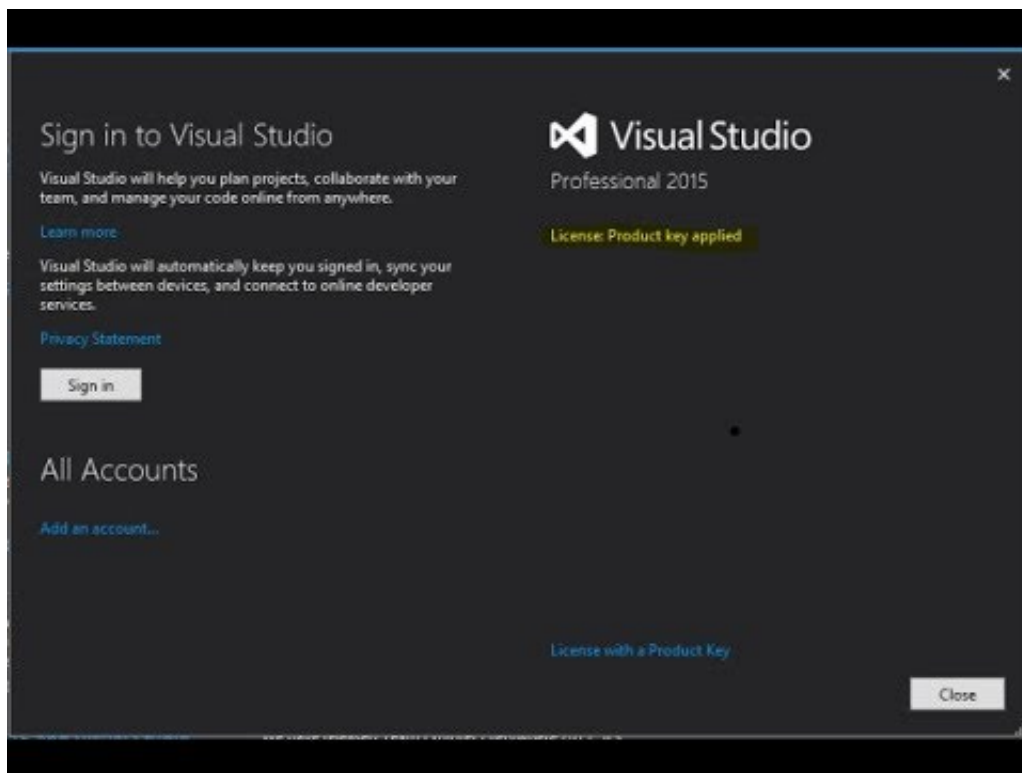 Sign in to Visual Studio
Visual Studio will help you plan projects, collaborate with your
team, and manage your code online from anywhere.
Learn more
Visual Studio will automatically keep you signed in, sync your
settings between devices, and connect to online developer
services.
Privacy Statement
Sign in
All Accounts
Add an account...
Visual Studio
Professional 2015
License: Product key applied
License with a Product Key
Close